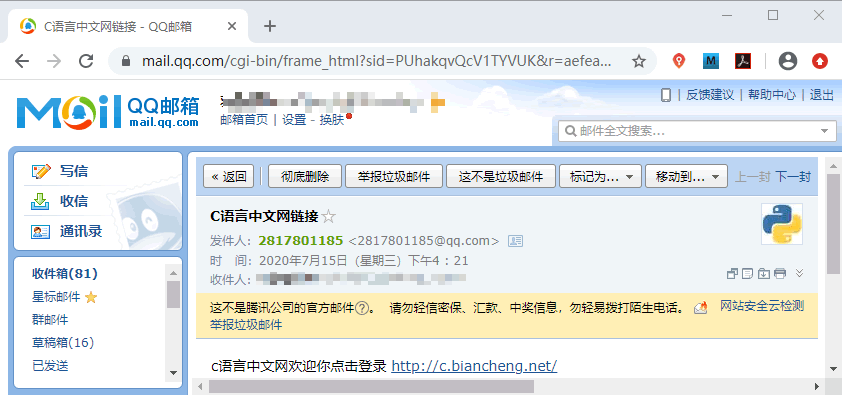 C语言中文网链接 - QQ邮箱
mail.qq.com/cgi-bin/frame_html?sid=PUhakqvQcV1TYVUK&r=aefea...
Mail QQ邮箱
mail.qq.com
邮箱首页 | 设置 - 换肤
| 反馈建议 | 帮助中心 | 退出
邮件全文搜索...
写信
收信
通讯录
收件箱(81)
星标邮件
群邮件
草稿箱(16)
已发送
« 返回 彻底删除 举报垃圾邮件 这不是垃圾邮件 标记为... 移动到... 上一封 下一封
C语言中文网链接
发件人：2817801185 <2817801185@qq.com>
时 间：2020年7月15日（星期三）下午4：21
收件人：
这不是腾讯公司的官方邮件?。 请勿轻信密保、汇款、中奖信息，勿轻易拨打陌生电话。 网站安全云检测
举报垃圾邮件
c语言中文网欢迎你点击登录 http://c.biancheng.net/